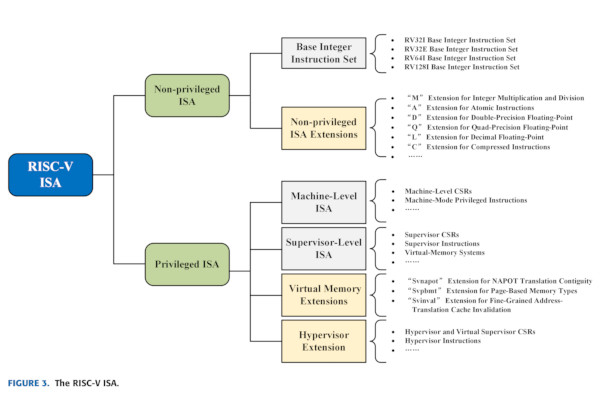 RISC-V
ISA
Non-privileged
ISA
Base Integer
Instruction Set
• RV32I Base Integer Instruction Set
• RV32E Base Integer Instruction Set
• RV64I Base Integer Instruction Set
• RV128I Base Integer Instruction Set
Non-privileged
ISA Extensions
• “M” Extension for Integer Multiplication and Division
• “A” Extension for Atomic Instructions
• “D” Extension for Double-Precision Floating-Point
• “Q” Extension for Quad-Precision Floating-Point
• “L” Extension for Decimal Floating-Point
• “C” Extension for Compressed Instructions
• ……
Privileged ISA
Machine-Level
ISA
• Machine-Level CSRs
• Machine-Mode Privileged Instructions
• ……
Supervisor-Level
ISA
• Supervisor CSRs
• Supervisor Instructions
• Virtual-Memory Systems
• ……
Virtual Memory
Extensions
• “Svnapot” Extension for NAPOT Translation Contiguity
• “Svpbmt” Extension for Page-Based Memory Types
• “Svinval” Extension for Fine-Grained Address-
Translation Cache Invalidation
Hypervisor
Extension
• Hypervisor and Virtual Supervisor CSRs
• Hypervisor Instructions
• ……
FIGURE 3. The RISC-V ISA.